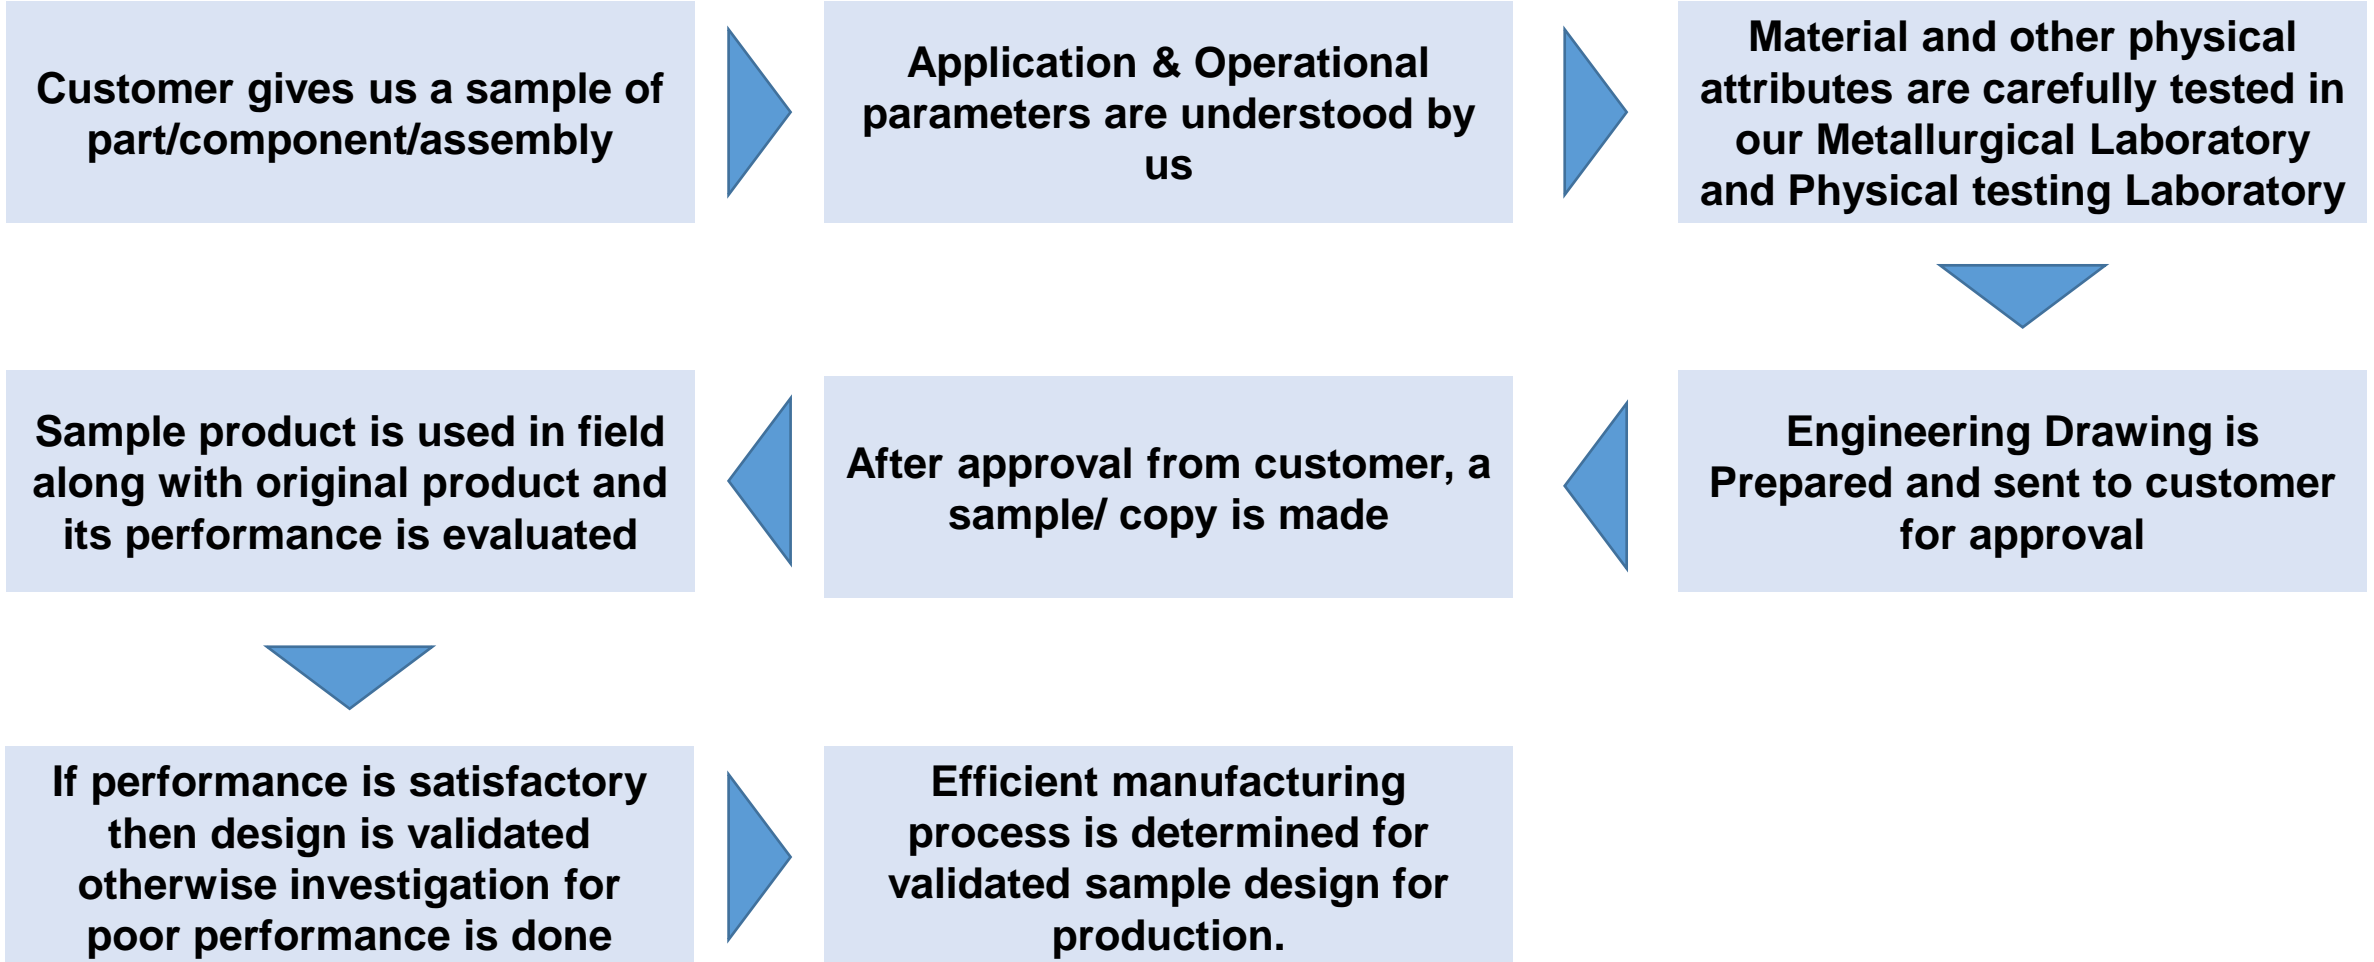 Customer gives us a sample of
part/component/assembly
Application & Operational
parameters are understood by
us
Material and other physical
attributes are carefully tested in
our Metallurgical Laboratory
and Physical testing Laboratory
Engineering Drawing is
Prepared and sent to customer
for approval
After approval from customer, a
sample/ copy is made
Sample product is used in field
along with original product and
its performance is evaluated
If performance is satisfactory
then design is validated
otherwise investigation for
poor performance is done
Efficient manufacturing
process is determined for
validated sample design for
production.